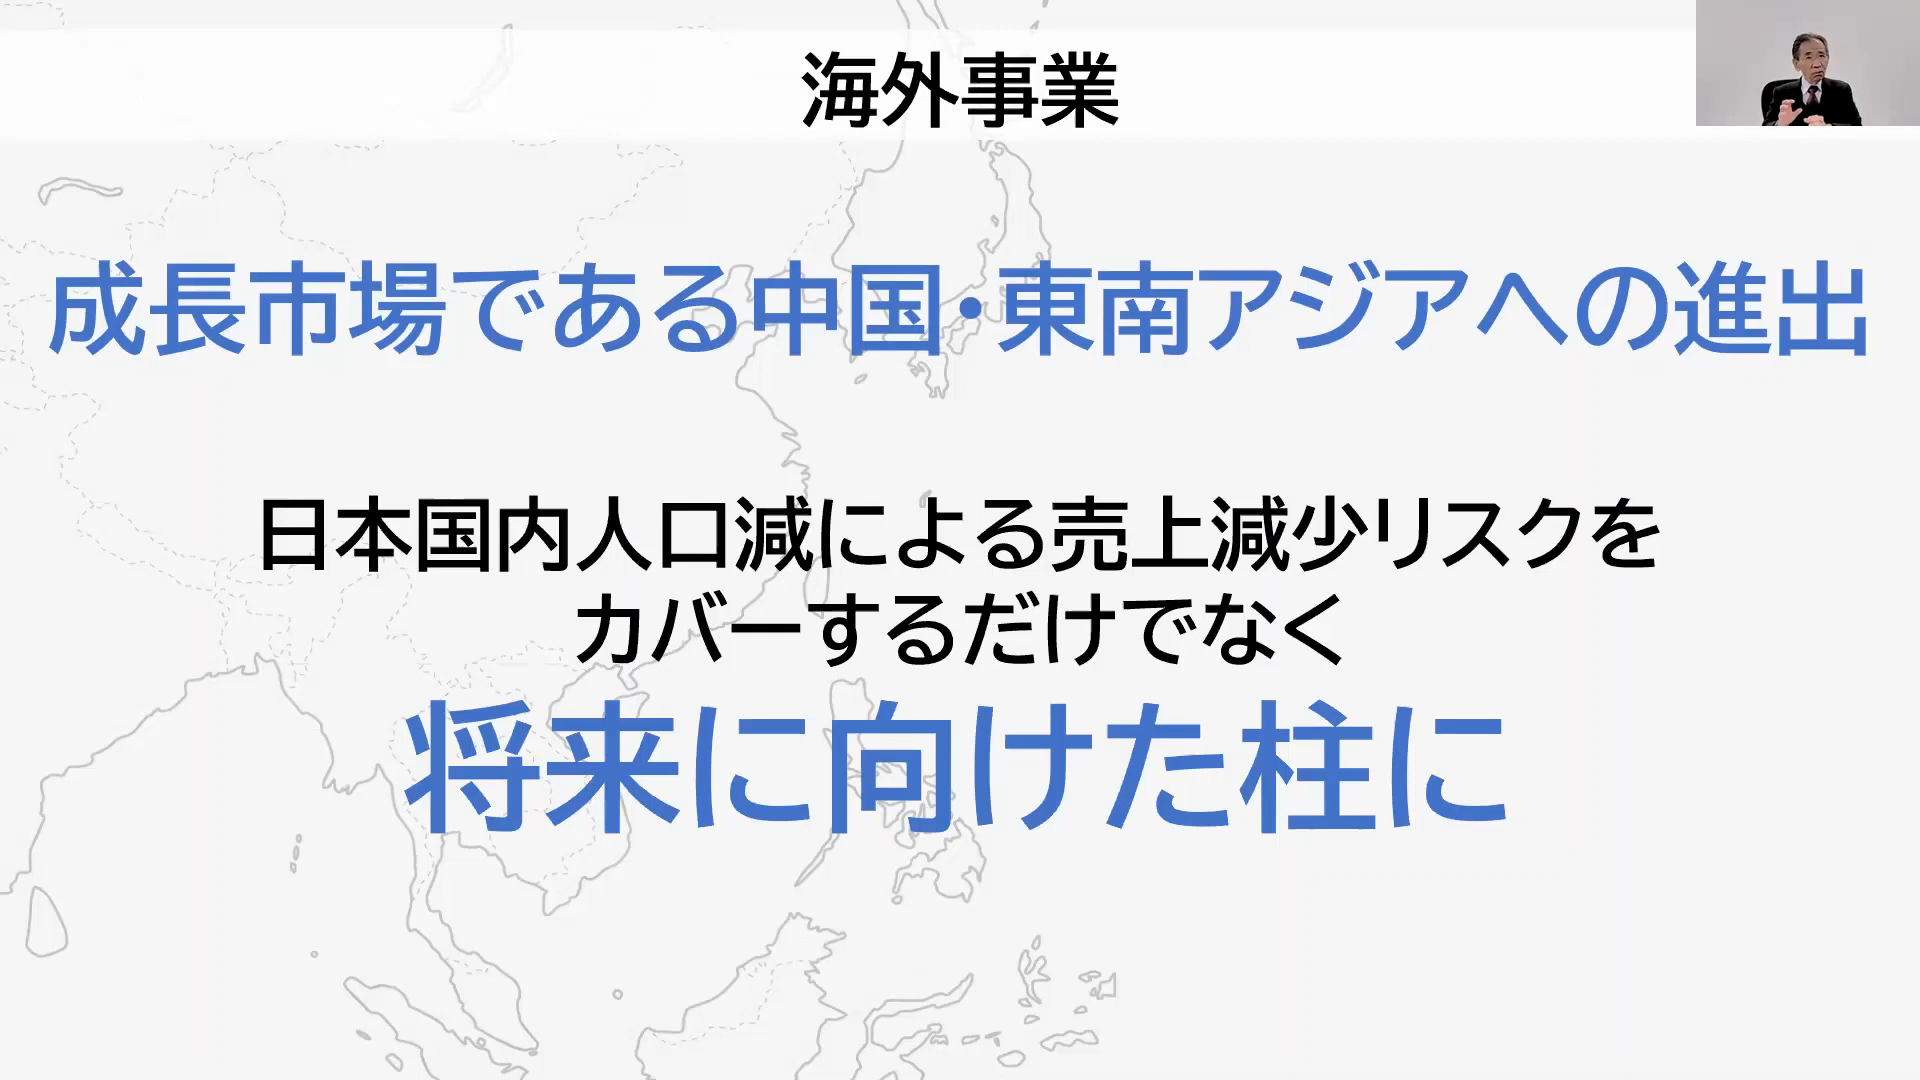 海外事業
成長市場である中国・東南アジアへの進出
日本国内人口減による売上減少リスクを
カバーするだけでなく
将来に向けた柱に